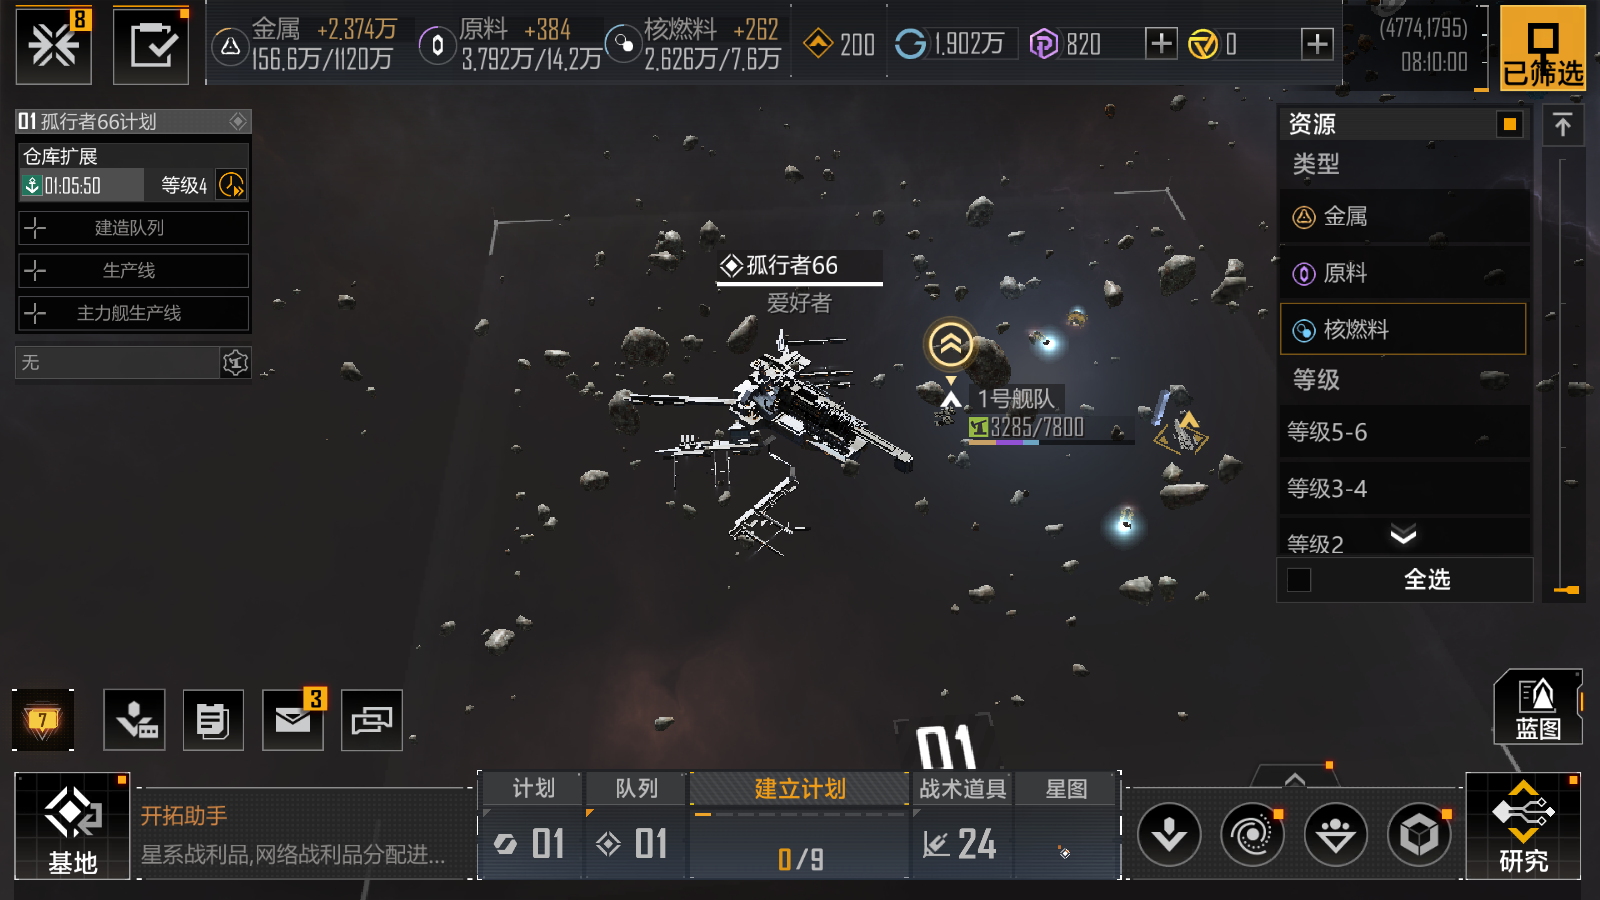 8
金属 +2.374万
156.6万/1120万
原料 +384
3.792万/14.2万
核燃料 +262
2.626万/7.6万
200
1.902万
820
0
(4774,1795)
08:10:00
已筛选
01 孤行者66计划
仓库扩展
01:05:50 等级4
建造队列
生产线
主力舰生产线
无
孤行者66
爱好者
1号舰队
3285/7800
资源
类型
金属
原料
核燃料
等级
等级5-6
等级3-4
等级2
全选
蓝图
7
3
01
基地
开拓助手
星系战利品,网络战利品分配进...
计划
01
队列
01
建立计划
0/9
战术道具
24
星图
研究